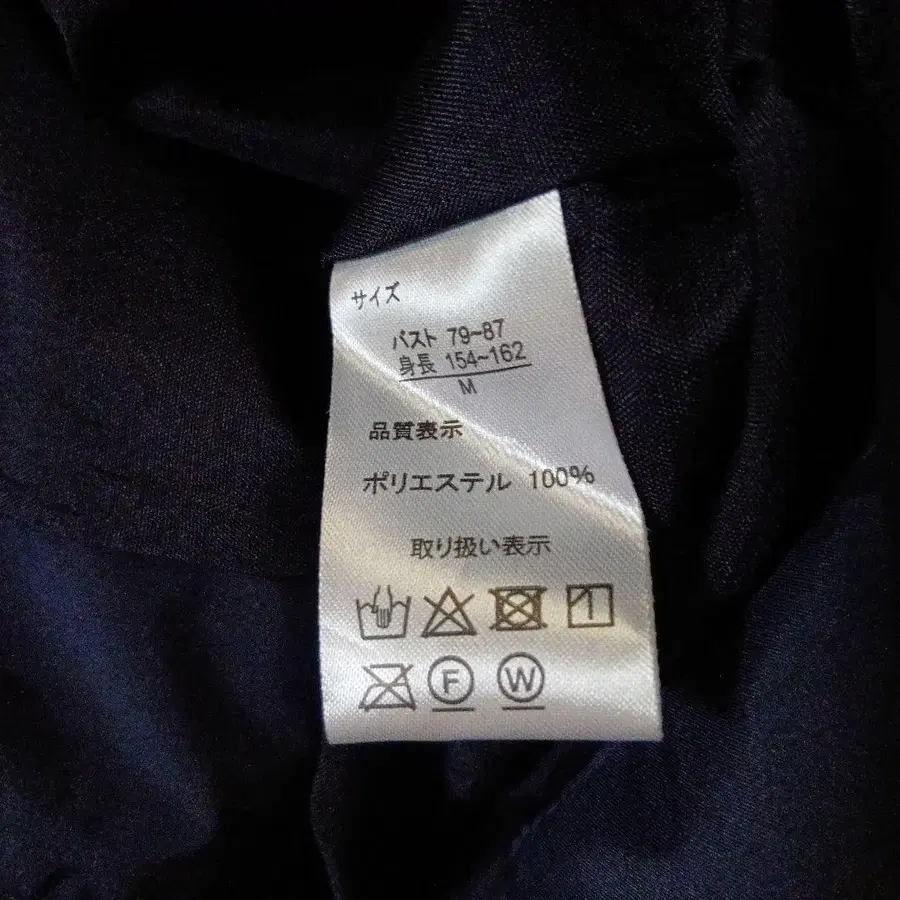 サイズ
バスト 79~87
身長 154~162
M
品質表示
ポリエステル 100%
取り扱い表示
F W